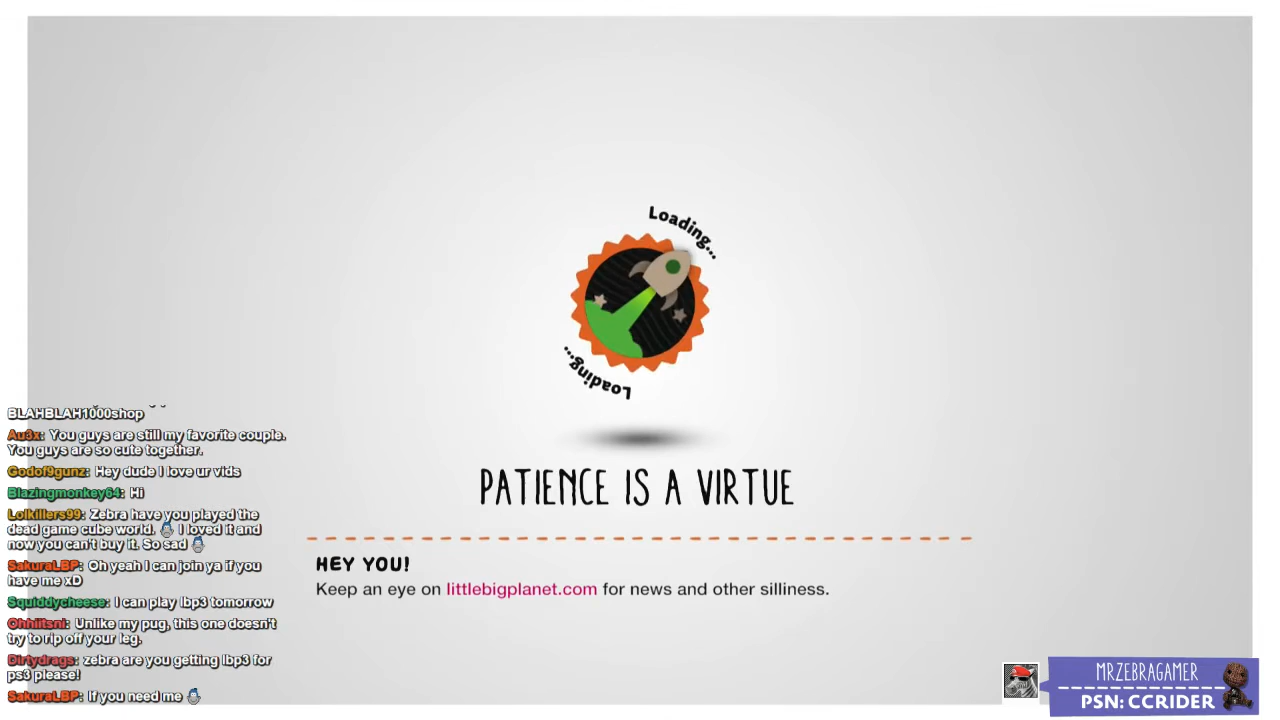 Loading...
Loading...
PATIENCE IS A VIRTUE
HEY YOU!
Keep an eye on littlebigplanet.com for news and other silliness.
BLAHBLAH1000shop
Au3x: You guys are still my favorite couple.
You guys are so cute together.
Godof9gunz: Hey dude I love ur vids
Blazingmonkey64: Hi
Lolkillers99: Zebra have you played the
dead game cube world. I loved it and
now you can't buy it. So sad
SakuraLBP: Oh yeah I can join ya if you
have me xD
Squiddycheese: I can play lbp3 tomorrow
Ohhiitsni: Unlike my pug, this one doesn't
try to rip off your leg.
Dirtydrags: zebra are you getting lbp3 for
ps3 please!
SakuraLBP: If you need me
MRZEBRAGAMER
PSN: CCRIDER